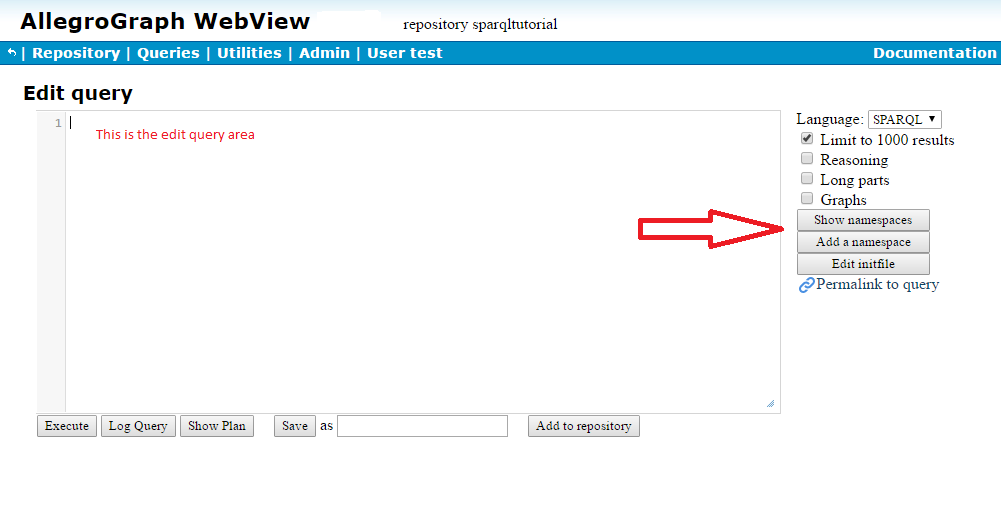 AllegroGraph WebView repository sparqltutorial
| Repository | Queries | Utilities | Admin | User test Documentation
Edit query
1
This is the edit query area
Language: SPARQL
Limit to 1000 results
Reasoning
Long parts
Graphs
Show namespaces
Add a namespace
Edit initfile
Permalink to query
Execute Log Query Show Plan Save as Add to repository